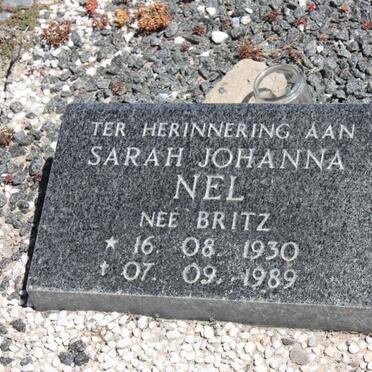 TER HERINNERING AAN
SARAH JOHANNA
NEL
NEE BRITZ
★ 16. 08. 1930
† 07. 09. 1989